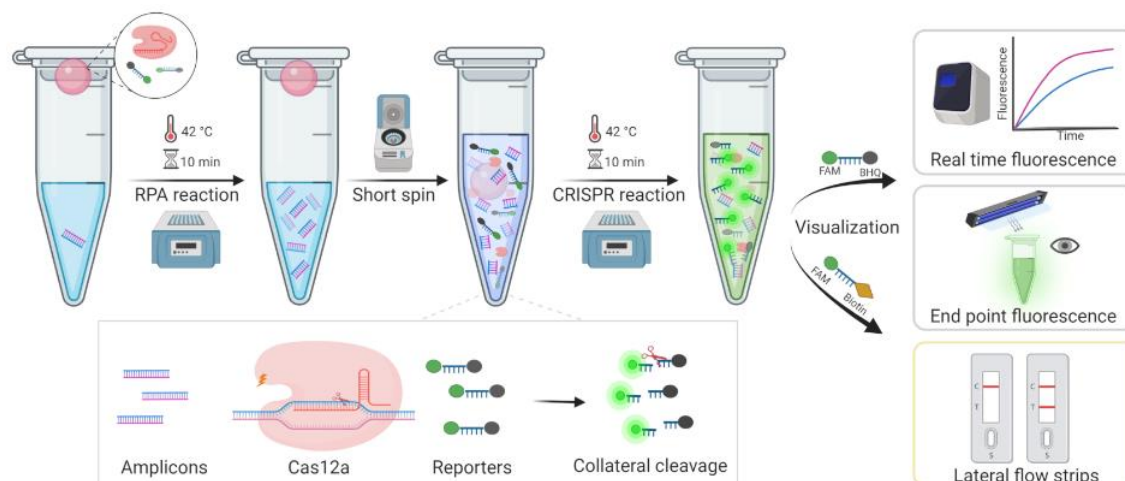 42 °C
10 min
RPA reaction
Short spin
42 °C
10 min
CRISPR reaction
FAM
BHQ
Visualization
FAM
Biotin
Fluorescence
Time
Real time fluorescence
End point fluorescence
C
T
S
C
T
S
Lateral flow strips
Amplicons
Cas12a
Reporters
Collateral cleavage